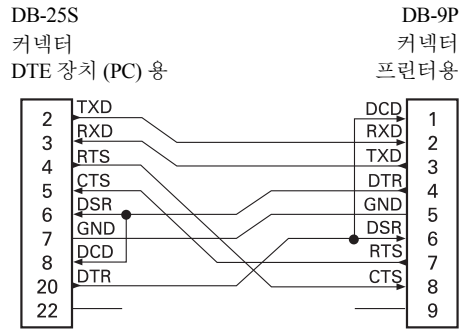 DB-25S
커넥터
DTE 장치 (PC) 용
DB-9P
커넥터
프린터용
2 TXD
3 RXD
4 RTS
5 CTS
6 DSR
7 GND
8 DCD
20 DTR
22
DCD 1
RXD 2
TXD 3
DTR 4
GND 5
DSR 6
RTS 7
CTS 8
9